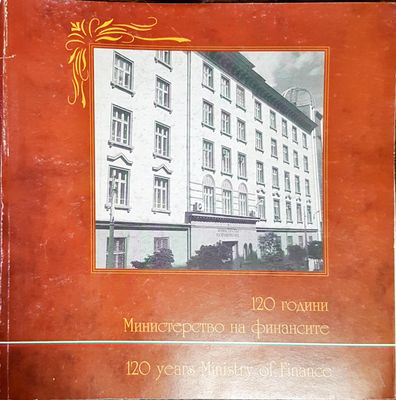 120 години
Министерство на финансите
120 years Ministry of Finance